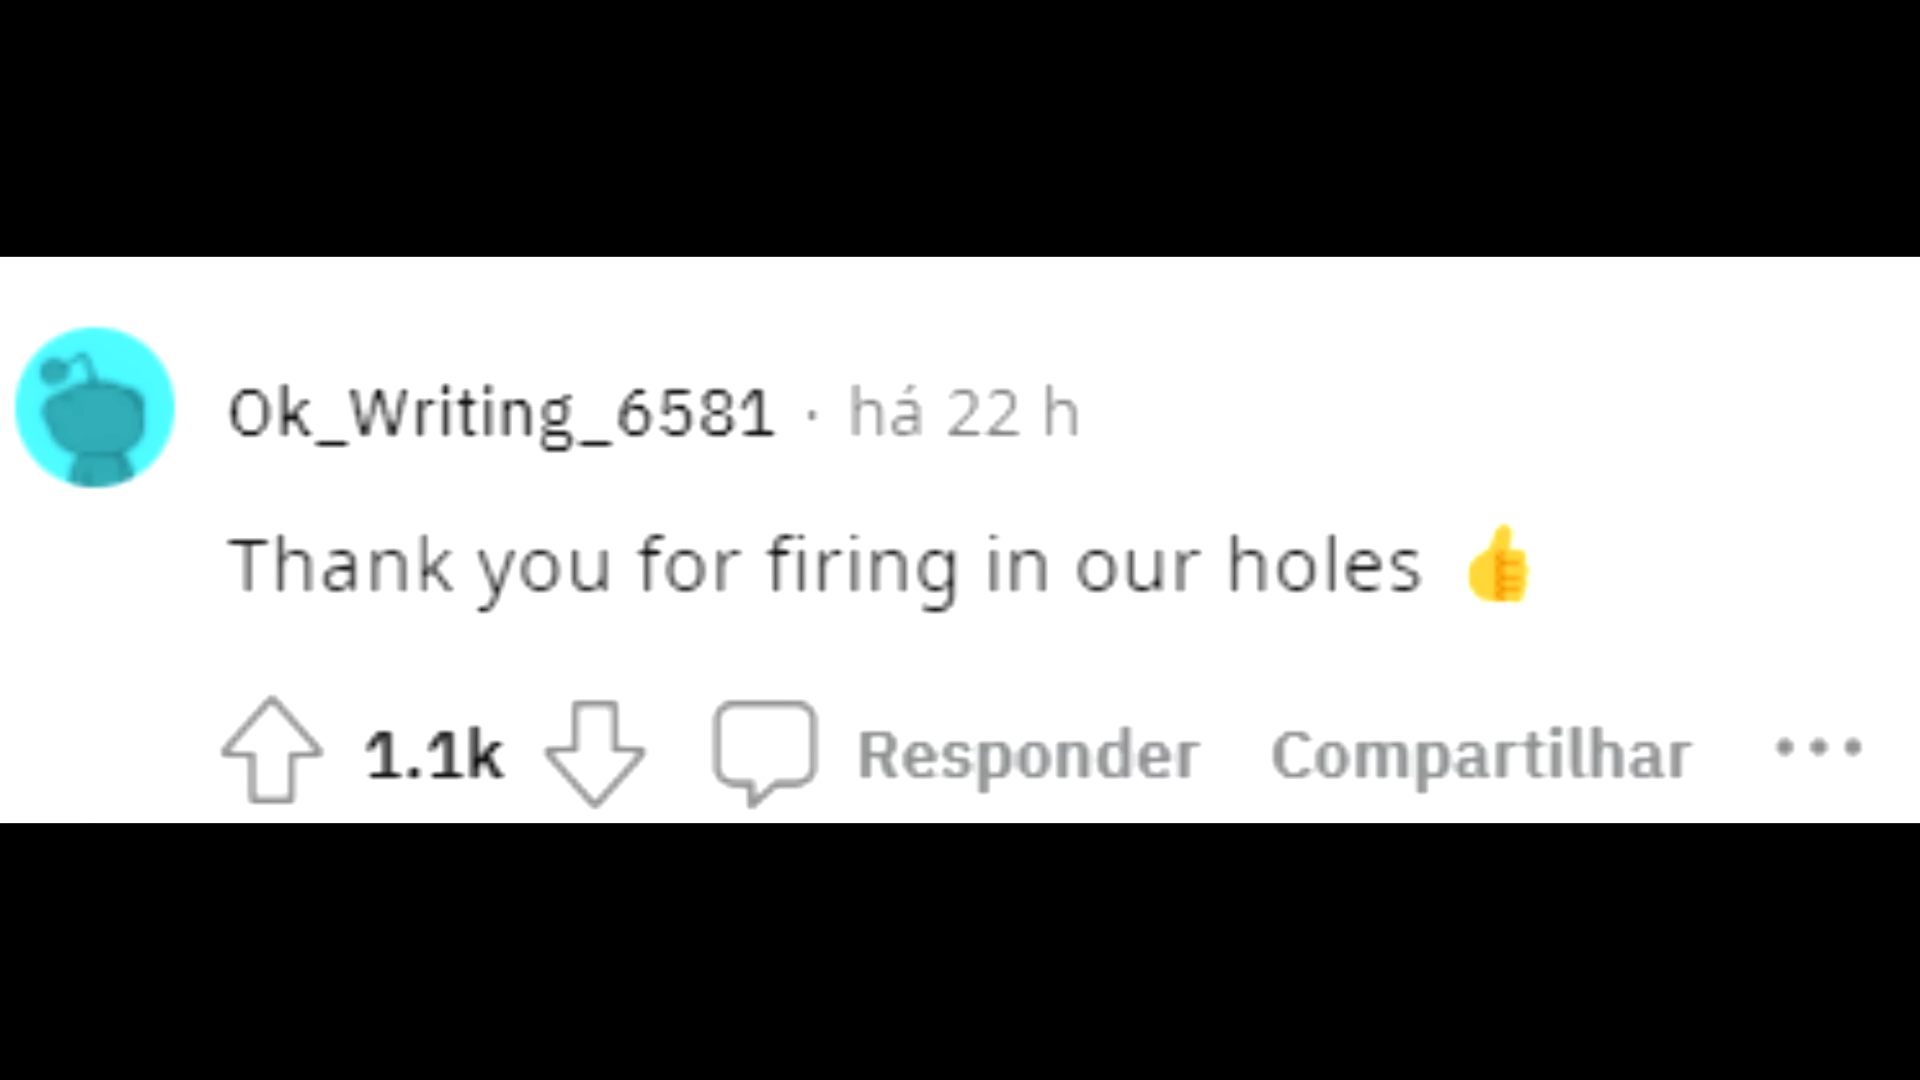 Ok_Writing_6581 · há 22 h
Thank you for firing in our holes 👍
1.1k Responder Compartilhar ...